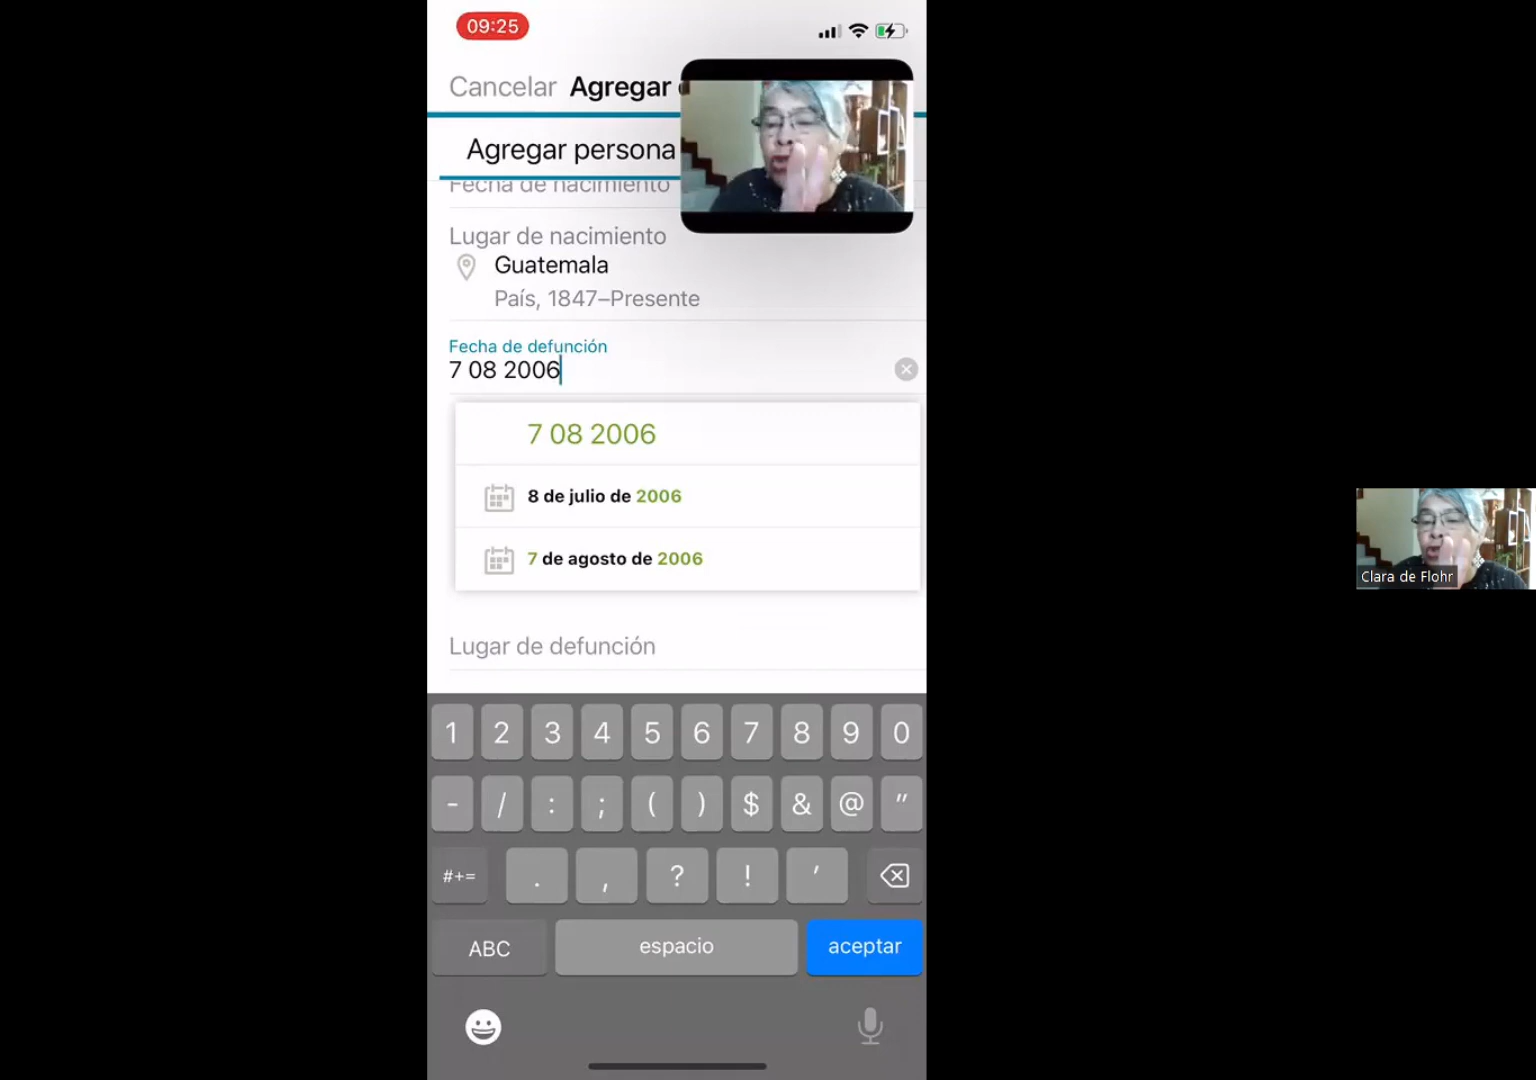 09:25
Cancelar Agregar
Agregar persona
Fecha de nacimiento
Lugar de nacimiento
Guatemala
País, 1847–Presente
Fecha de defunción
7 08 2006
7 08 2006
8 de julio de 2006
7 de agosto de 2006
Lugar de defunción
1 2 3 4 5 6 7 8 9 0
- / : ; ( ) $ & @ "
#+= . , ? ! '
ABC espacio aceptar
Clara de Flohr